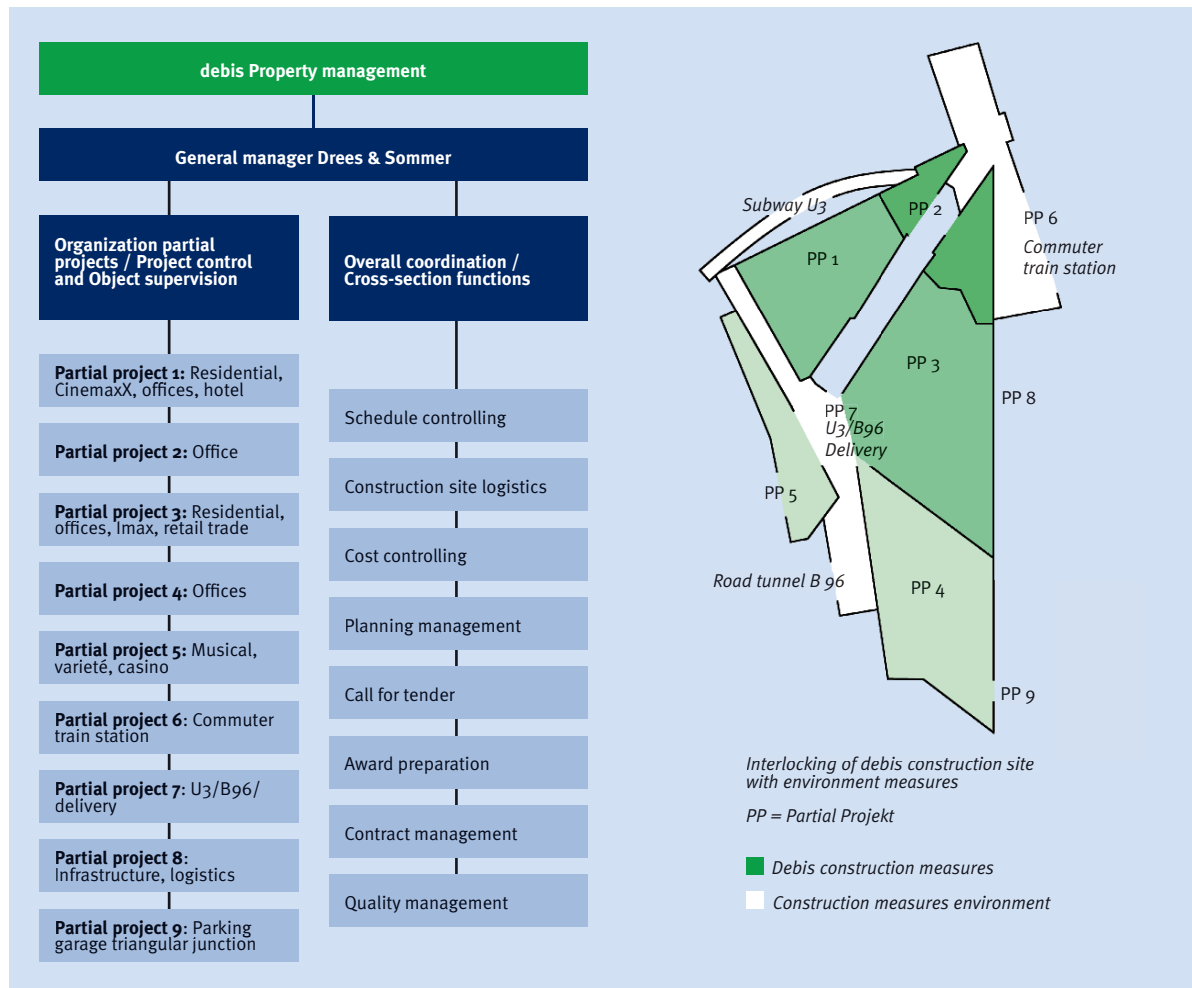 debis Property management
General manager Drees & Sommer
Organization partial
projects / Project control
and Object supervision
Partial project 1: Residential,
CinemaxX, offices, hotel
Partial project 2: Office
Partial project 3: Residential,
offices, Imax, retail trade
Partial project 4: Offices
Partial project 5: Musical,
varieté, casino
Partial project 6: Commuter
train station
Partial project 7: U3/B96/
delivery
Partial project 8:
Infrastructure, logistics
Partial project 9: Parking
garage triangular junction
Overall coordination /
Cross-section functions
Schedule controlling
Construction site logistics
Cost controlling
Planning management
Call for tender
Award preparation
Contract management
Quality management
Subway U3
PP 2
PP 6
Commuter
train station
PP 1
PP 3
PP 8
PP 7
U3/B96
Delivery
PP 5
Road tunnel B 96
PP 4
PP 9
Interlocking of debis construction site
with environment measures
PP = Partial Projekt
Debis construction measures
Construction measures environment